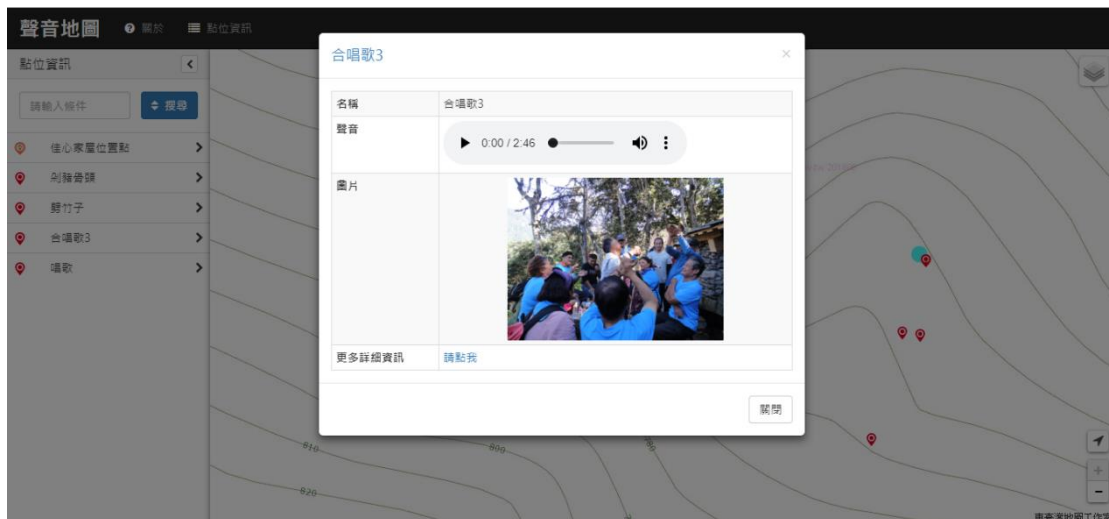 聲音地圖
關於
點位資訊
點位資訊
請輸入條件
搜尋
佳心家屋位置點
剁豬骨頭
劈竹子
合唱歌3
唱歌
合唱歌3
×
名稱
合唱歌3
聲音
0:00 / 2:46
圖片
更多詳細資訊
請點我
關閉
810
800
780
820
+
-